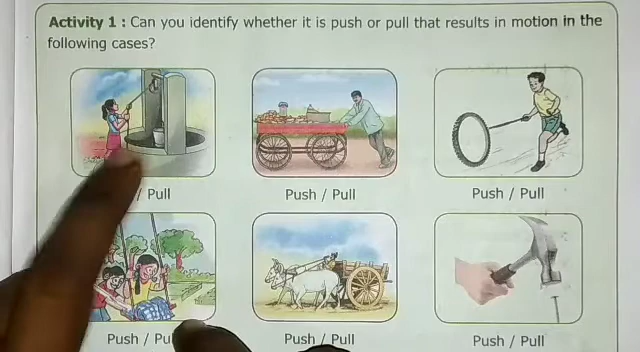 Activity 1 : Can you identify whether it is push or pull that results in motion in the
following cases?
/ Pull
Push / Pull
Push / Pull
Push / Pu
Push / Pull
Push / Pull